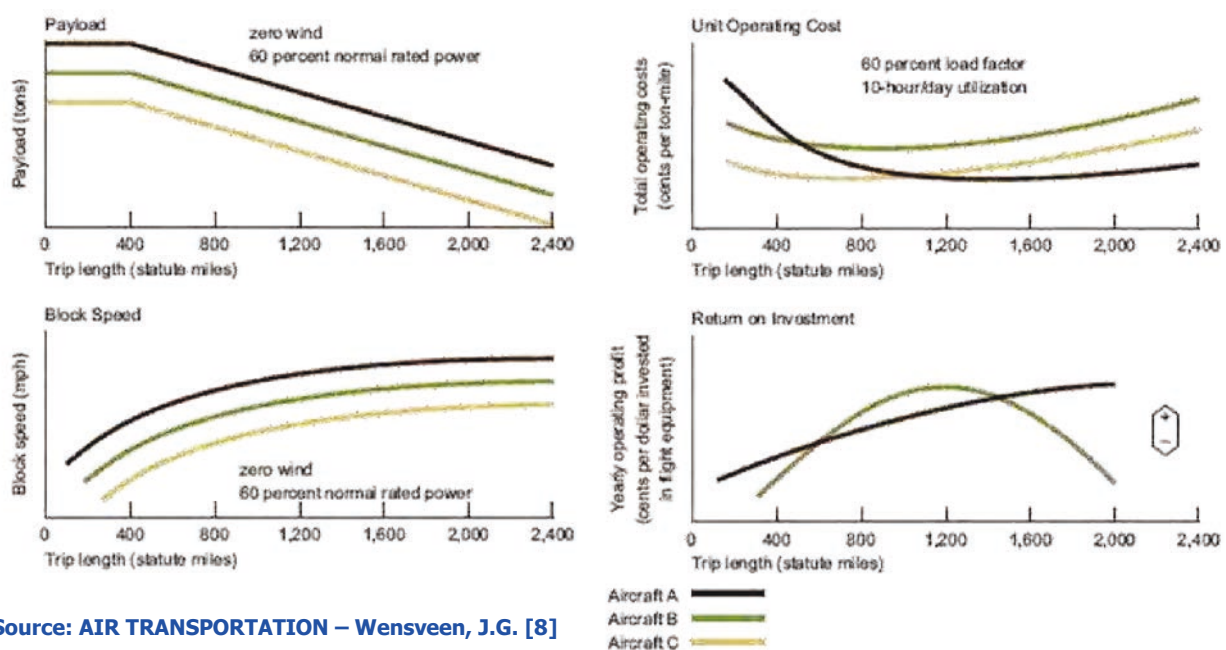 Payload
zero wind
60 percent normal rated power
Payload (tons)
0 400 800 1,200 1,600 2,000 2,400
Trip length (statute miles)
Unit Operating Cost
60 percent load factor
10-hour/day utilization
Total operating costs
(cents per ton-mile)
0 400 800 1,200 1,600 2,000 2,400
Trip length (statute miles)
Block Speed
Block speed (mph)
zero wind
60 percent normal rated power
0 400 800 1,200 1,600 2,000 2,400
Trip length (statute miles)
Return on Investment
Yearly operating profit
(cents per dollar invested
in flight equipment)
+
–
0 400 800 1,200 1,600 2,000 2,400
Trip length (statute miles)
Aircraft A
Aircraft B
Aircraft C
Source: AIR TRANSPORTATION – Wensveen, J.G. [8]